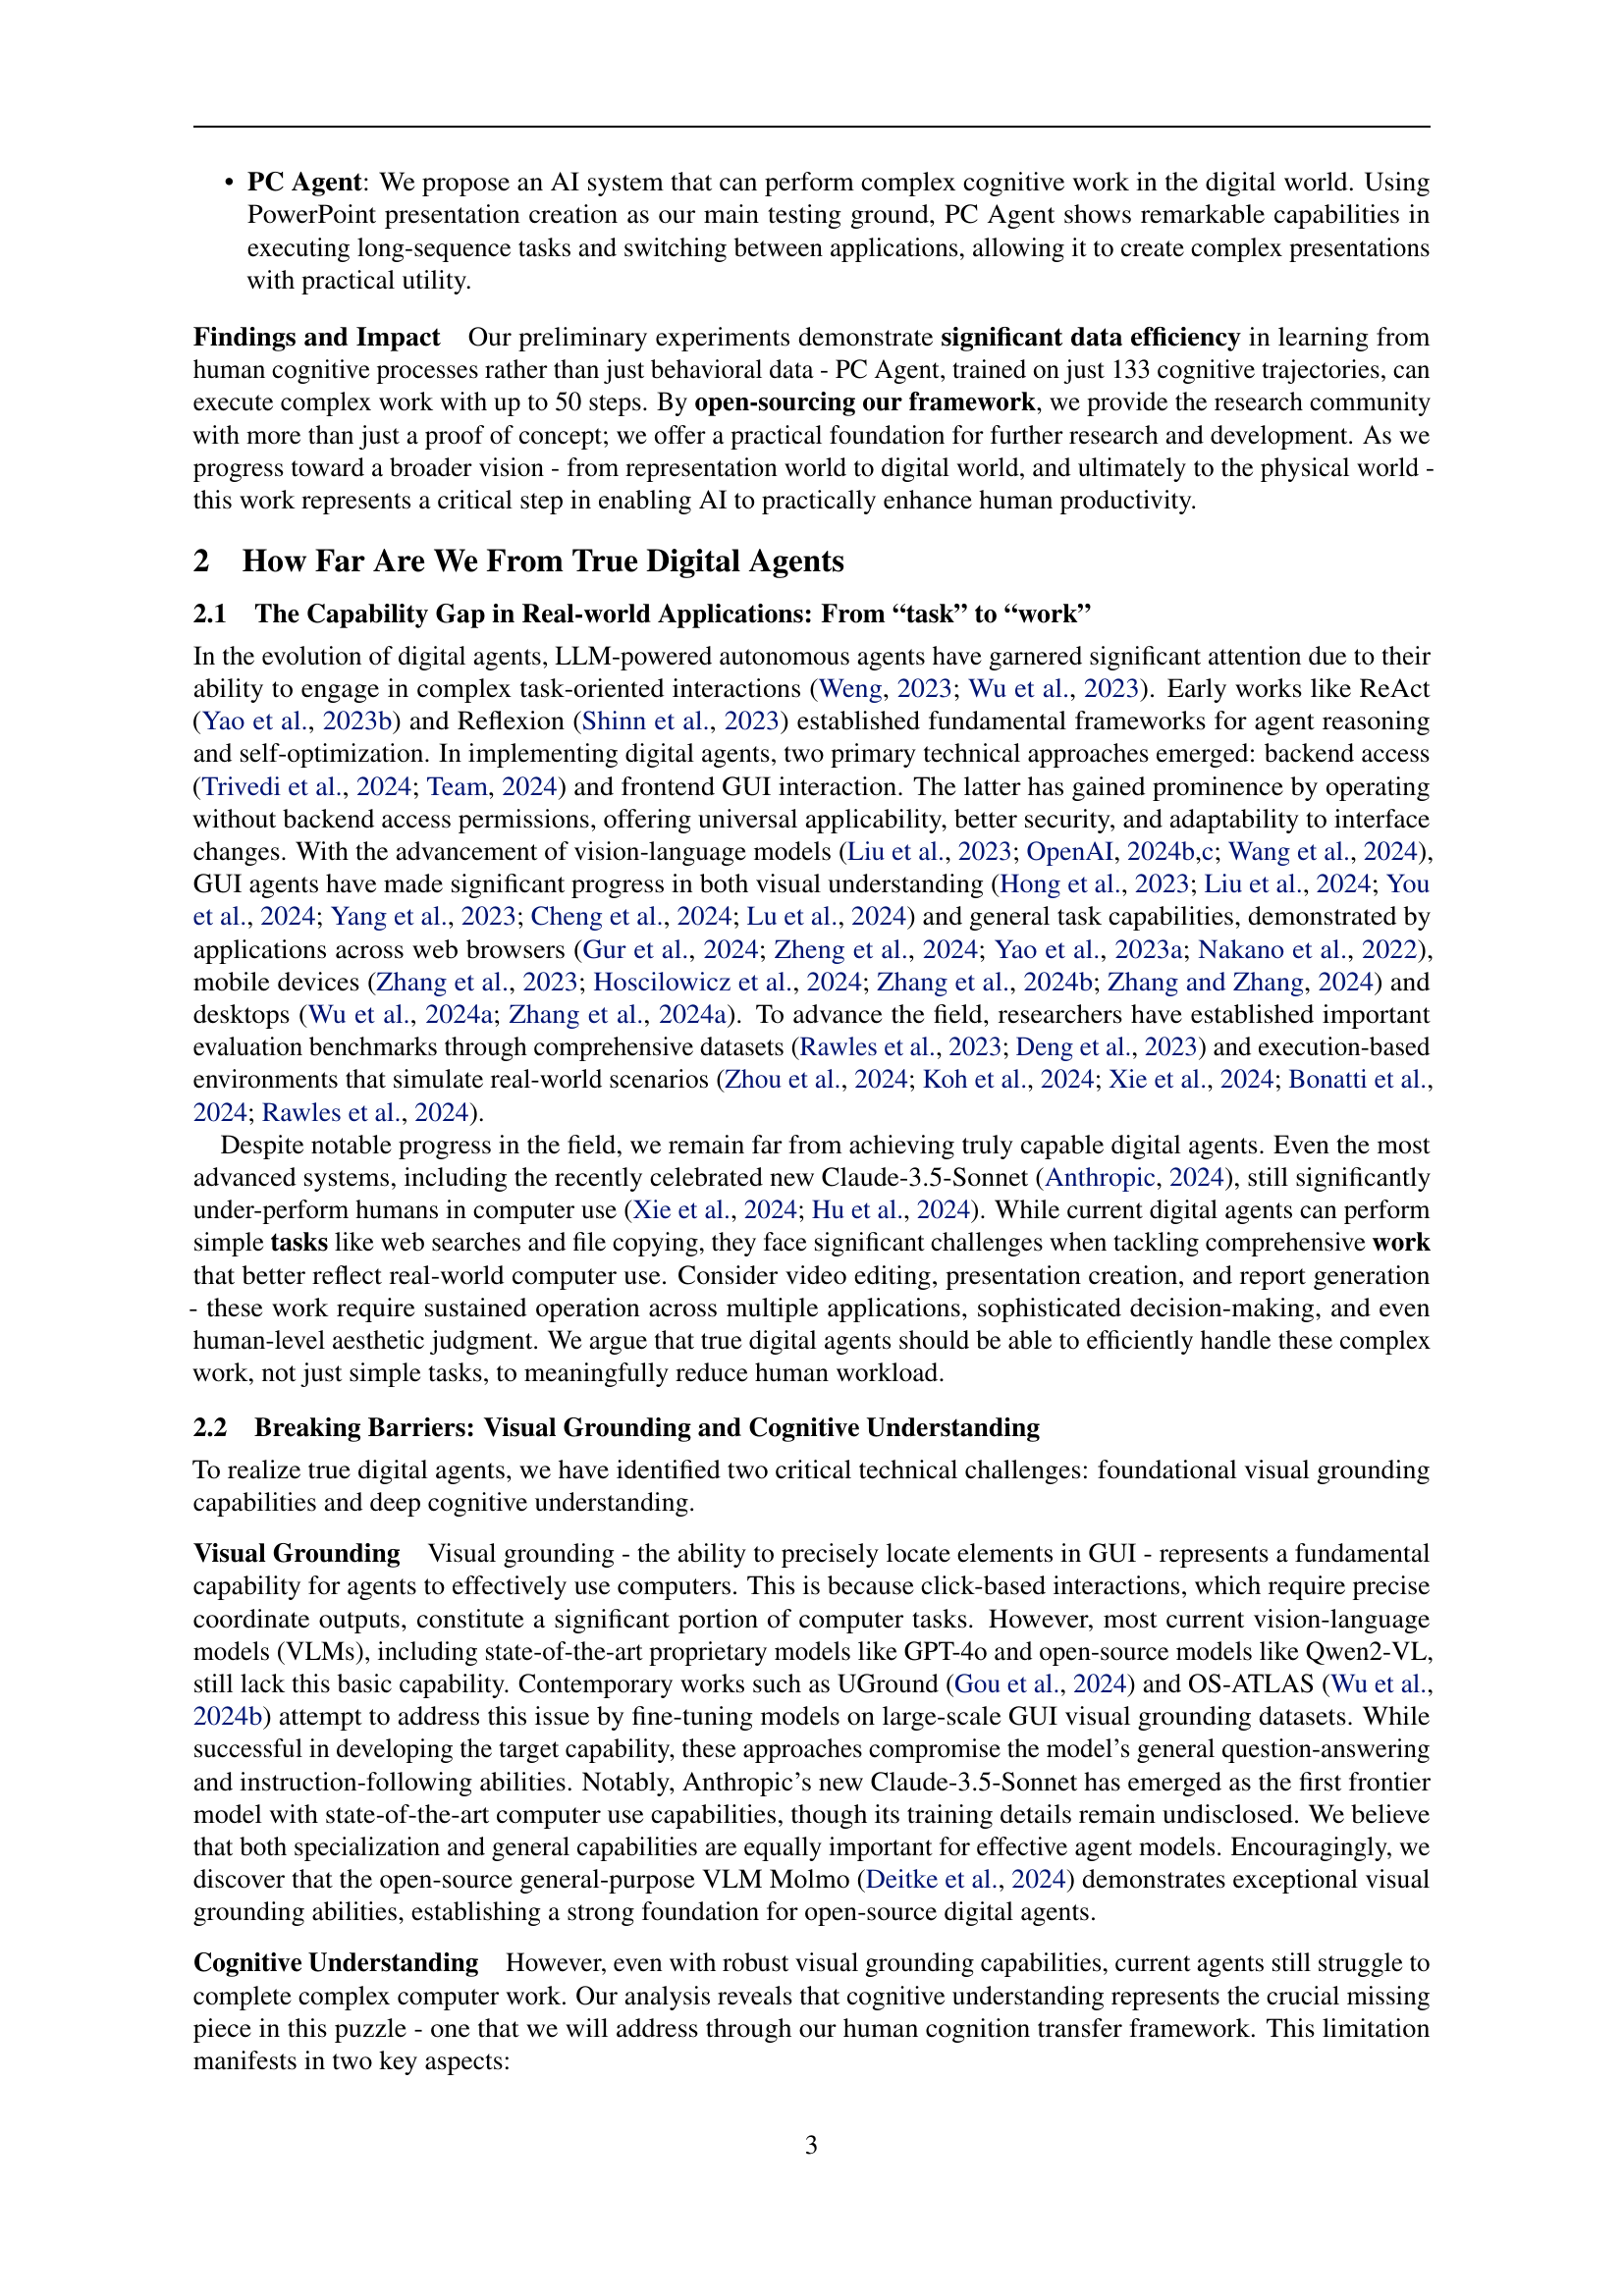 • PC Agent: We propose an AI system that can perform complex cognitive work in the digital world. Using
PowerPoint presentation creation as our main testing ground, PC Agent shows remarkable capabilities in
executing long-sequence tasks and switching between applications, allowing it to create complex presentations
with practical utility.
Findings and Impact Our preliminary experiments demonstrate significant data efficiency in learning from
human cognitive processes rather than just behavioral data - PC Agent, trained on just 133 cognitive trajectories, can
execute complex work with up to 50 steps. By open-sourcing our framework, we provide the research community
with more than just a proof of concept; we offer a practical foundation for further research and development. As we
progress toward a broader vision - from representation world to digital world, and ultimately to the physical world -
this work represents a critical step in enabling AI to practically enhance human productivity.
2 How Far Are We From True Digital Agents
2.1 The Capability Gap in Real-world Applications: From “task” to “work”
In the evolution of digital agents, LLM-powered autonomous agents have garnered significant attention due to their
ability to engage in complex task-oriented interactions (Weng, 2023; Wu et al., 2023). Early works like ReAct
(Yao et al., 2023b) and Reflexion (Shinn et al., 2023) established fundamental frameworks for agent reasoning
and self-optimization. In implementing digital agents, two primary technical approaches emerged: backend access
(Trivedi et al., 2024; Team, 2024) and frontend GUI interaction. The latter has gained prominence by operating
without backend access permissions, offering universal applicability, better security, and adaptability to interface
changes. With the advancement of vision-language models (Liu et al., 2023; OpenAI, 2024b,c; Wang et al., 2024),
GUI agents have made significant progress in both visual understanding (Hong et al., 2023; Liu et al., 2024; You
et al., 2024; Yang et al., 2023; Cheng et al., 2024; Lu et al., 2024) and general task capabilities, demonstrated by
applications across web browsers (Gur et al., 2024; Zheng et al., 2024; Yao et al., 2023a; Nakano et al., 2022),
mobile devices (Zhang et al., 2023; Hoscilowicz et al., 2024; Zhang et al., 2024b; Zhang and Zhang, 2024) and
desktops (Wu et al., 2024a; Zhang et al., 2024a). To advance the field, researchers have established important
evaluation benchmarks through comprehensive datasets (Rawles et al., 2023; Deng et al., 2023) and execution-based
environments that simulate real-world scenarios (Zhou et al., 2024; Koh et al., 2024; Xie et al., 2024; Bonatti et al.,
2024; Rawles et al., 2024).
Despite notable progress in the field, we remain far from achieving truly capable digital agents. Even the most
advanced systems, including the recently celebrated new Claude-3.5-Sonnet (Anthropic, 2024), still significantly
under-perform humans in computer use (Xie et al., 2024; Hu et al., 2024). While current digital agents can perform
simple tasks like web searches and file copying, they face significant challenges when tackling comprehensive work
that better reflect real-world computer use. Consider video editing, presentation creation, and report generation
- these work require sustained operation across multiple applications, sophisticated decision-making, and even
human-level aesthetic judgment. We argue that true digital agents should be able to efficiently handle these complex
work, not just simple tasks, to meaningfully reduce human workload.
2.2 Breaking Barriers: Visual Grounding and Cognitive Understanding
To realize true digital agents, we have identified two critical technical challenges: foundational visual grounding
capabilities and deep cognitive understanding.
Visual Grounding Visual grounding - the ability to precisely locate elements in GUI - represents a fundamental
capability for agents to effectively use computers. This is because click-based interactions, which require precise
coordinate outputs, constitute a significant portion of computer tasks. However, most current vision-language
models (VLMs), including state-of-the-art proprietary models like GPT-4o and open-source models like Qwen2-VL,
still lack this basic capability. Contemporary works such as UGround (Gou et al., 2024) and OS-ATLAS (Wu et al.,
2024b) attempt to address this issue by fine-tuning models on large-scale GUI visual grounding datasets. While
successful in developing the target capability, these approaches compromise the model’s general question-answering
and instruction-following abilities. Notably, Anthropic’s new Claude-3.5-Sonnet has emerged as the first frontier
model with state-of-the-art computer use capabilities, though its training details remain undisclosed. We believe
that both specialization and general capabilities are equally important for effective agent models. Encouragingly, we
discover that the open-source general-purpose VLM Molmo (Deitke et al., 2024) demonstrates exceptional visual
grounding abilities, establishing a strong foundation for open-source digital agents.
Cognitive Understanding However, even with robust visual grounding capabilities, current agents still struggle to
complete complex computer work. Our analysis reveals that cognitive understanding represents the crucial missing
piece in this puzzle - one that we will address through our human cognition transfer framework. This limitation
manifests in two key aspects:
3